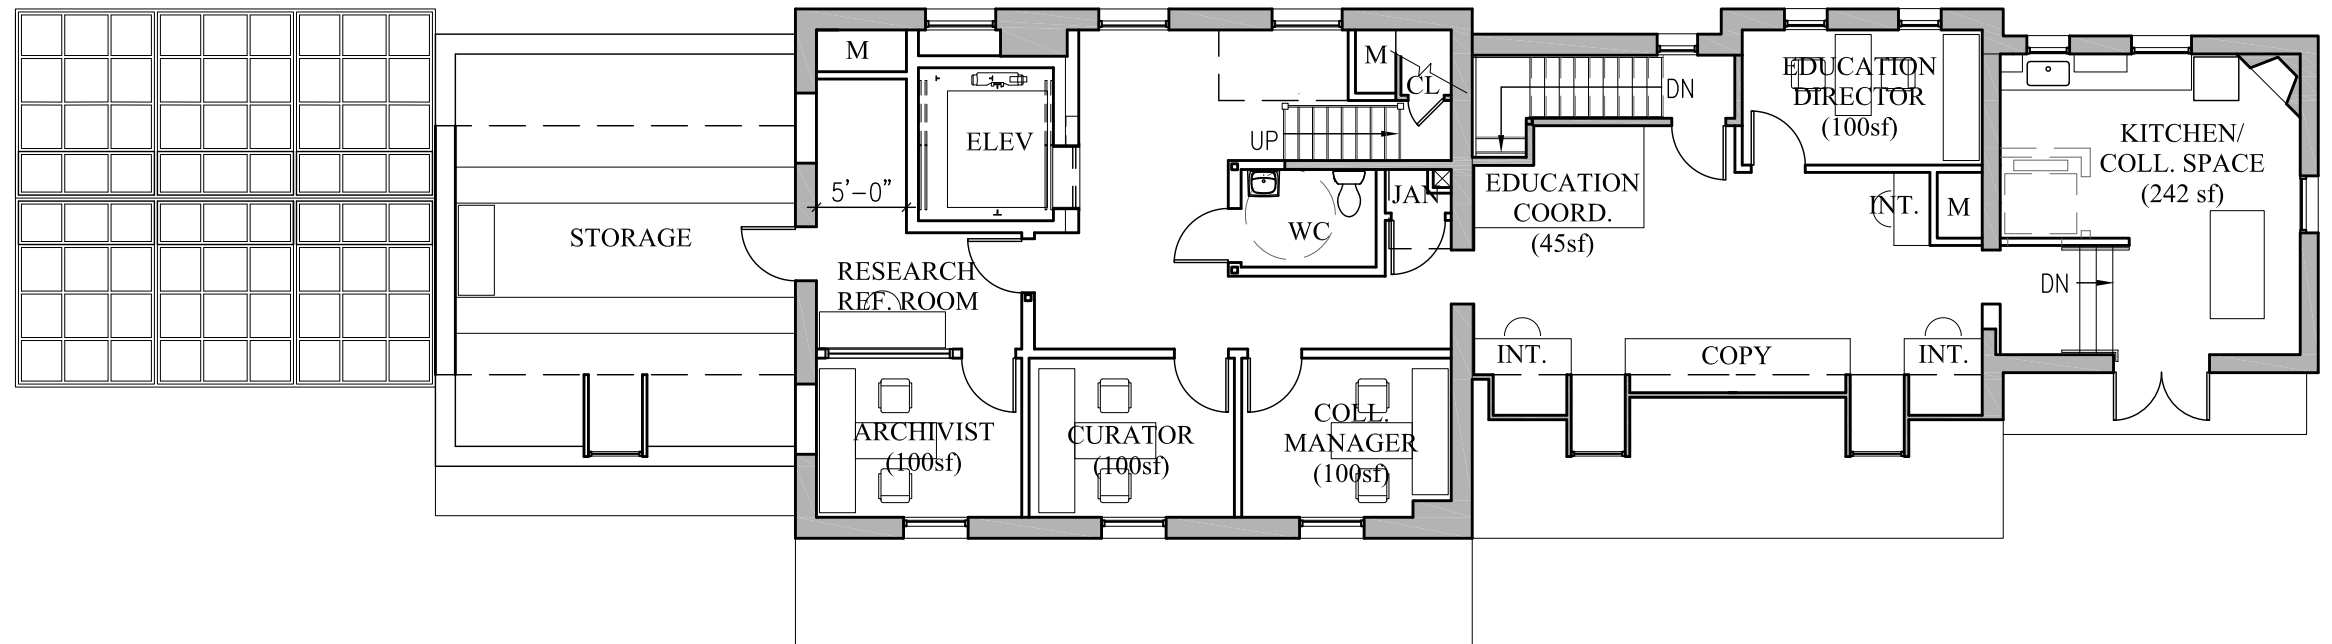 M
ELEV
5'-0"
STORAGE
RESEARCH
REF. ROOM
ARCHIVIST
(100sf)
CURATOR
(100sf)
COLL.
MANAGER
(100sf)
UP
WC
JAN
M
CL
DN
EDUCATION
COORD.
(45sf)
EDUCATION
DIRECTOR
(100sf)
INT.
M
INT.
COPY
INT.
KITCHEN/
COLL. SPACE
(242 sf)
DN